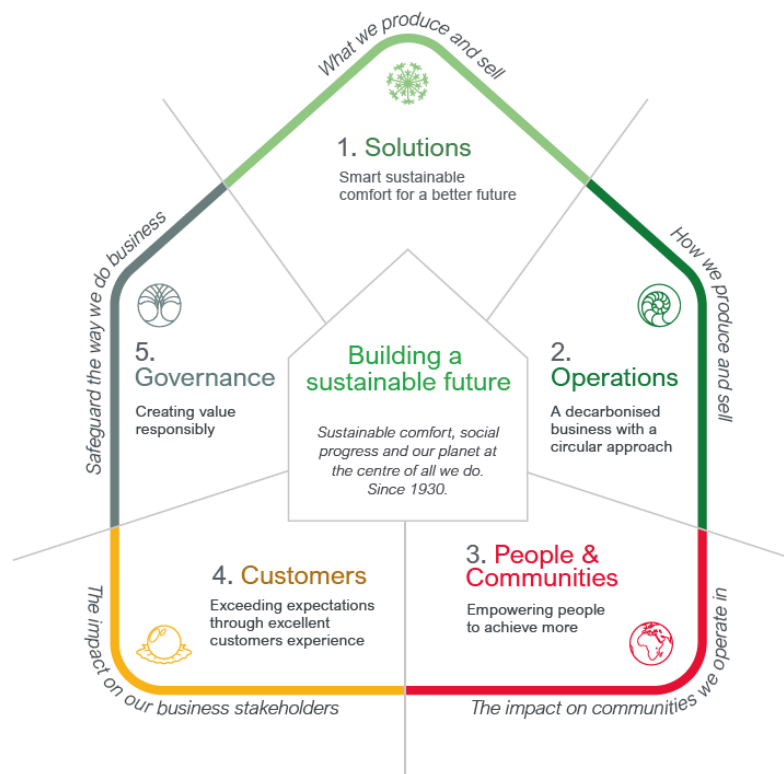 What we produce and sell
1. Solutions
Smart sustainable
comfort for a better future
How we produce and sell
2.
Operations
A decarbonised
business with a
circular approach
3. People &
Communities
Empowering people
to achieve more
The impact on communities we operate in
4. Customers
Exceeding expectations
through excellent
customers experience
The impact on our business stakeholders
5.
Governance
Creating value
responsibly
Safeguard the way we do business
Building a
sustainable future
Sustainable comfort, social
progress and our planet at
the centre of all we do.
Since 1930.